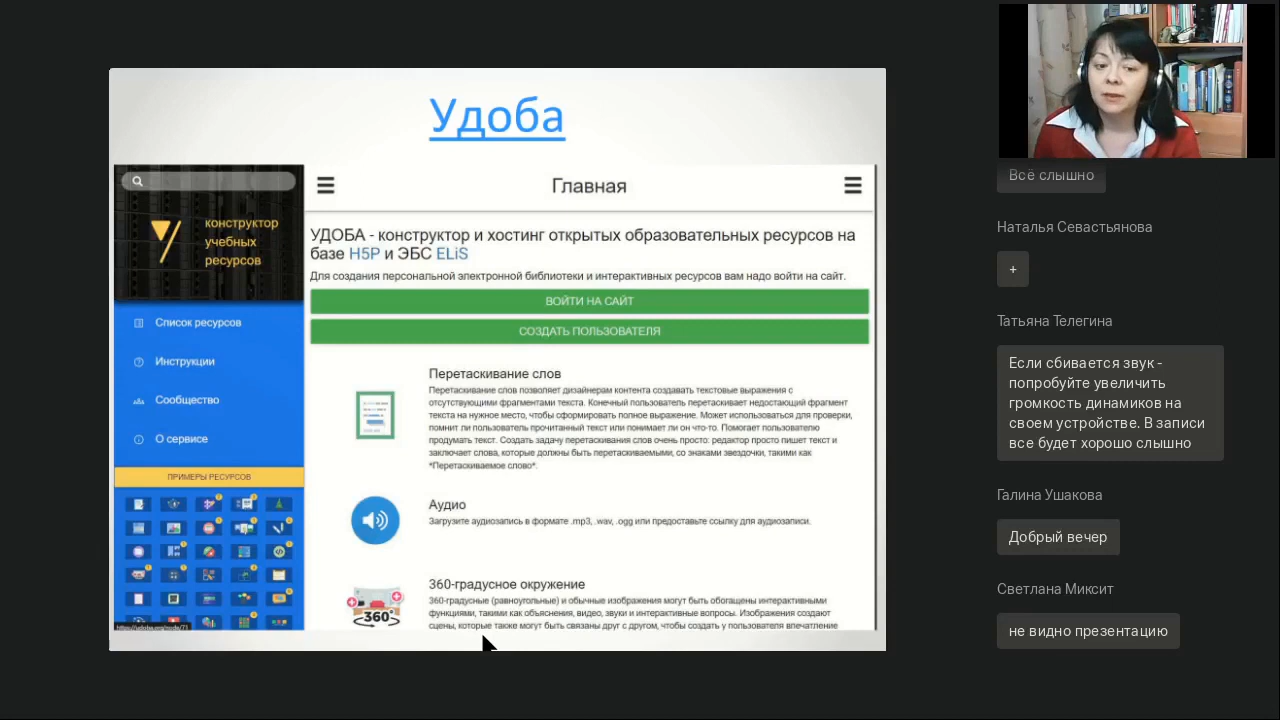 Удоба
Главная
конструктор
учебных
ресурсов
УДОБА - конструктор и хостинг открытых образовательных ресурсов на
базе H5P и ЭБС ELiS
Для создания персональной электронной библиотеки и интерактивных ресурсов вам надо войти на сайт.
ВОЙТИ НА САЙТ
СОЗДАТЬ ПОЛЬЗОВАТЕЛЯ
Список ресурсов
Инструкции
Сообщество
О сервисе
ПРИМЕРЫ РЕСУРСОВ
https://udoba.org/node/71
Перетаскивание слов
Перетаскивание слов позволяет дизайнерам контента создавать текстовые выражения с
отсутствующими фрагментами текста. Конечный пользователь перетаскивает недостающий фрагмент
текста на нужное место, чтобы сформировать полное выражение. Может использоваться для проверки,
помнит ли пользователь прочитанный текст или понимает ли он что-то. Помогает пользователю
продумать текст. Создать задачу перетаскивания слов очень просто: редактор просто пишет текст и
заключает слова, которые должны быть перетаскиваемыми, со знаками звездочки, такими как
*Перетаскиваемое слово*.
Аудио
Загрузите аудиозапись в формате .mp3, .wav, .ogg или предоставьте ссылку для аудиозаписи.
360°
360-градусное окружение
360-градусные (равноугольные) и обычные изображения могут быть обогащены интерактивными
функциями, такими как объяснения, видео, звуки и интерактивные вопросы. Изображения создают
сцены, которые также могут быть связаны друг с другом, чтобы создать у пользователя впечатление
Всё слышно
Наталья Севастьянова
+
Татьяна Телегина
Если сбивается звук -
попробуйте увеличить
громкость динамиков на
своем устройстве. В записи
все будет хорошо слышно
Галина Ушакова
Добрый вечер
Светлана Миксит
не видно презентацию